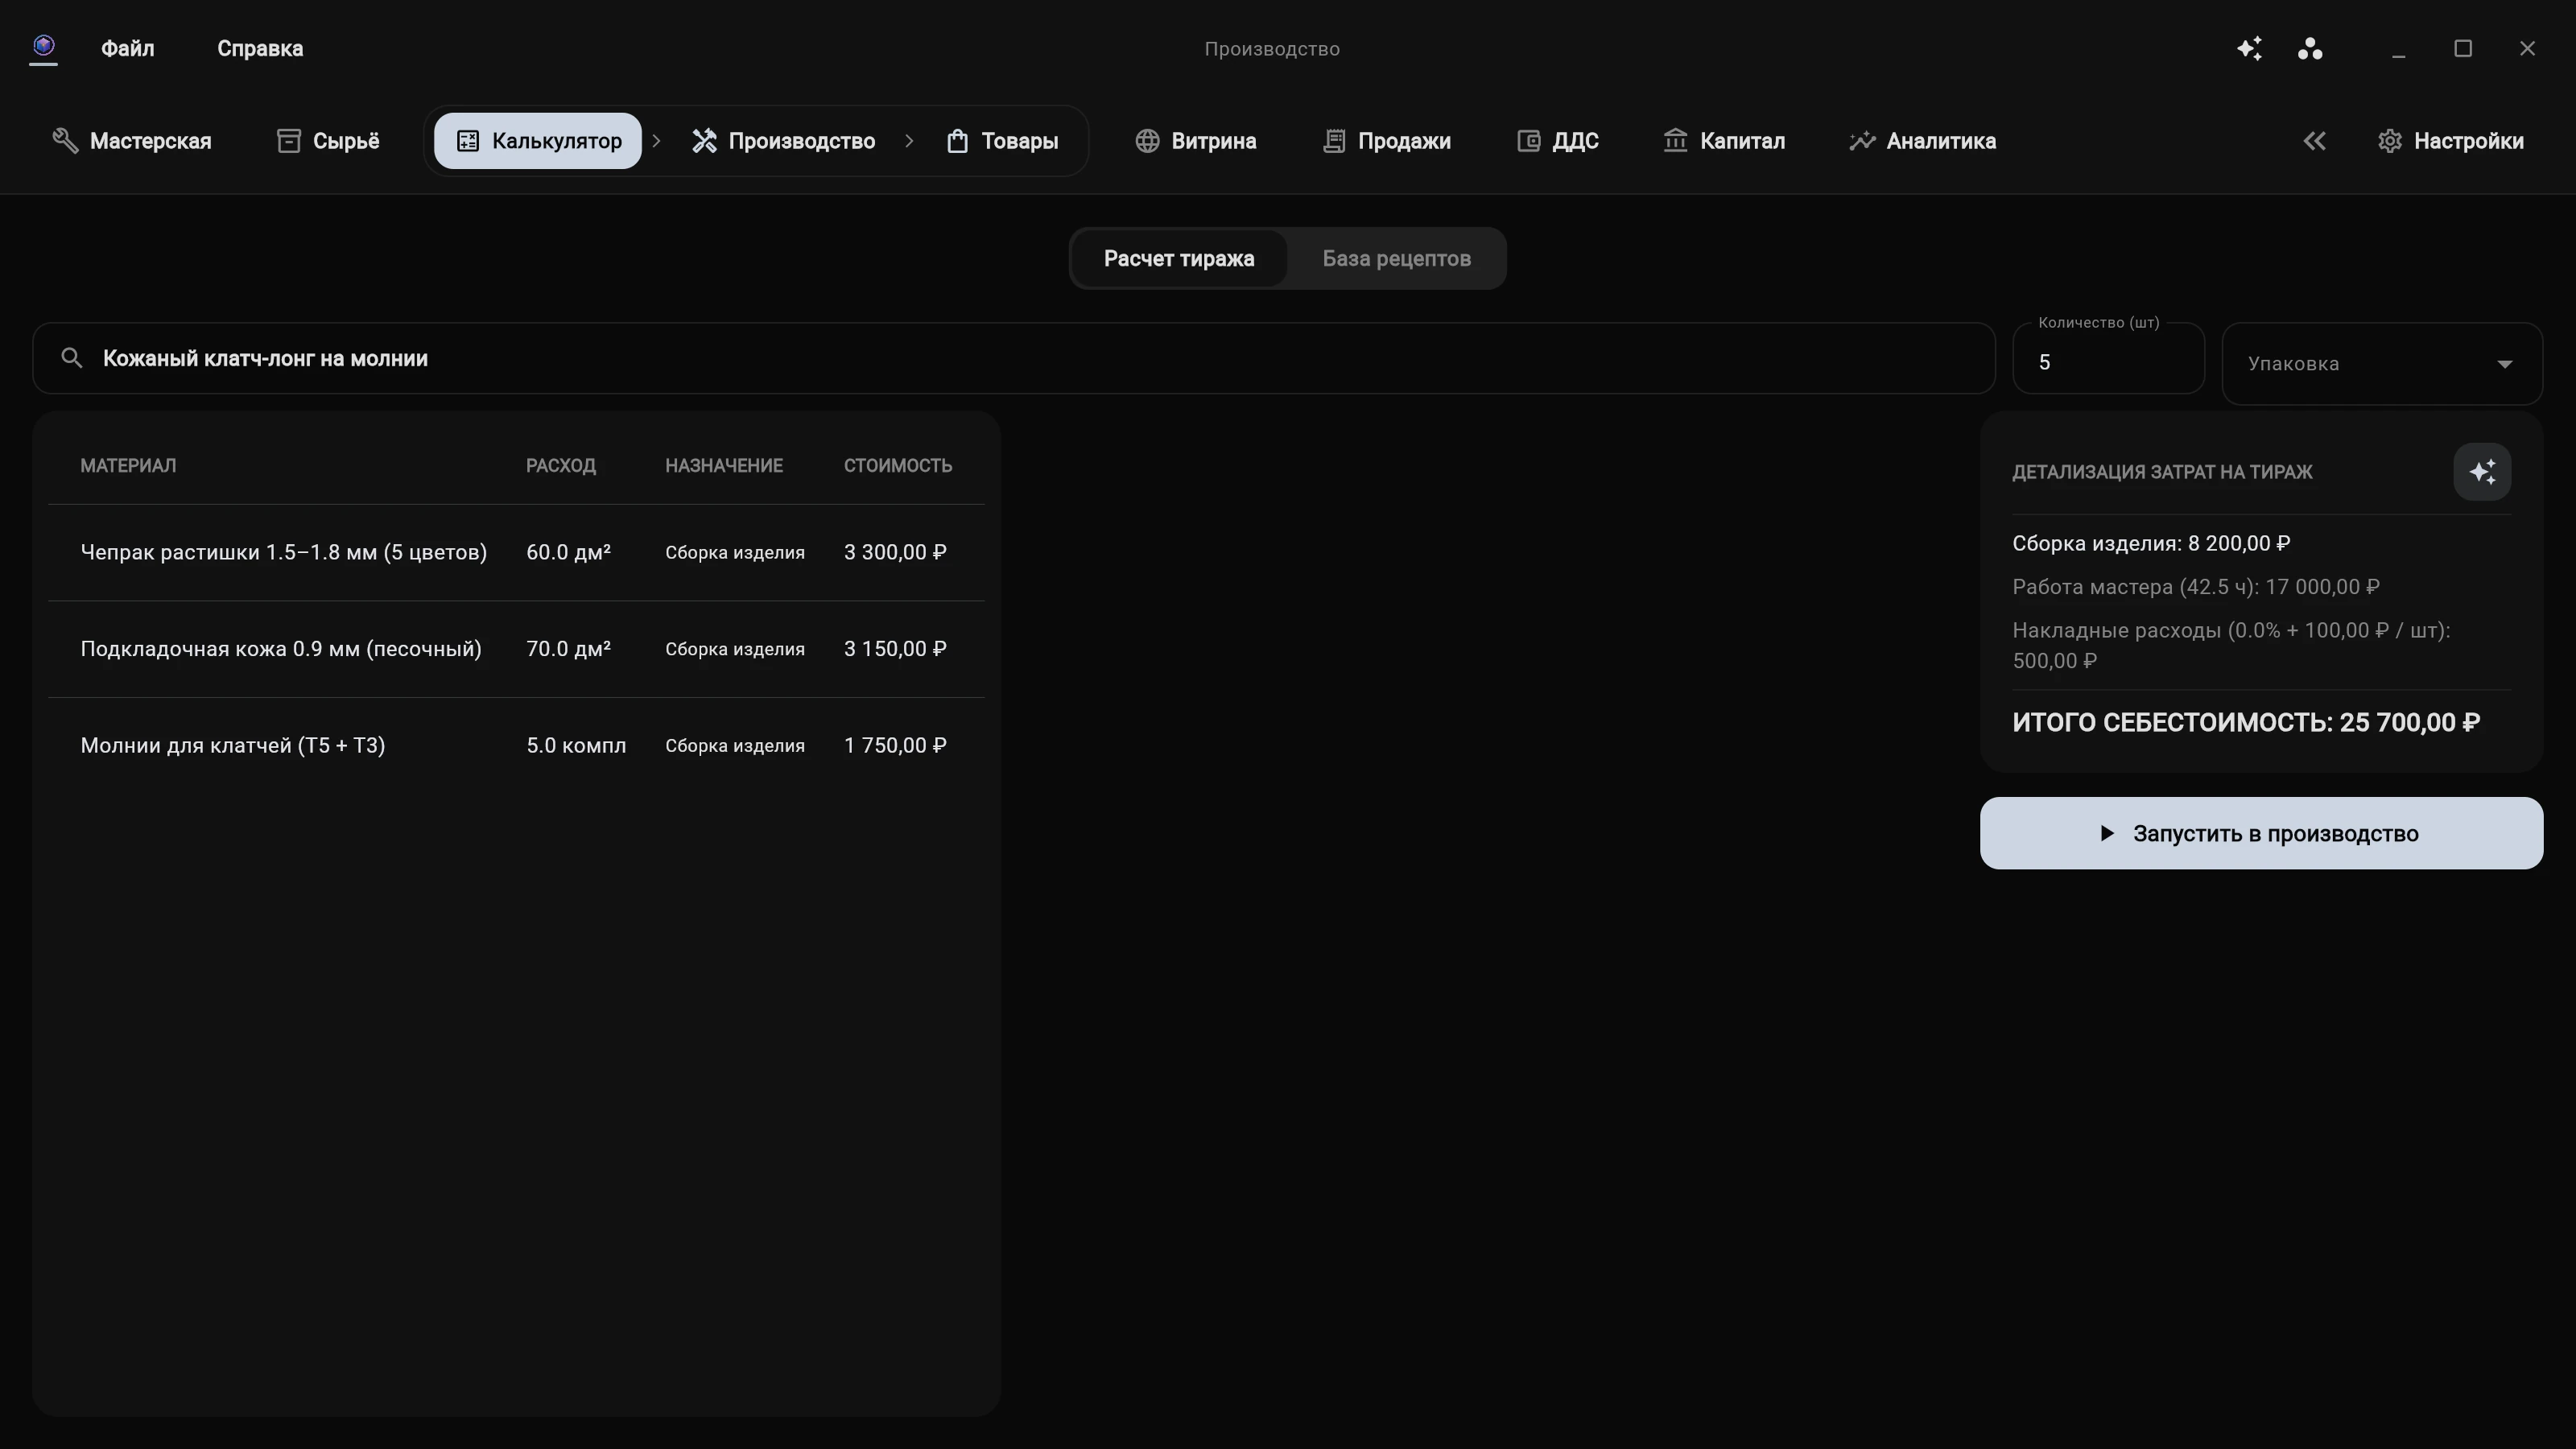 Файл
Справка
Производство
Мастерская
Сырьё
Калькулятор
Производство
Товары
Витрина
Продажи
ДДС
Капитал
Аналитика
Настройки
Расчет тиража
База рецептов
Кожаный клатч-лонг на молнии
Количество (шт)
5
Упаковка
МАТЕРИАЛ РАСХОД НАЗНАЧЕНИЕ СТОИМОСТЬ
Чепрак растишки 1.5–1.8 мм (5 цветов) 60.0 дм² Сборка изделия 3 300,00 ₽
Подкладочная кожа 0.9 мм (песочный) 70.0 дм² Сборка изделия 3 150,00 ₽
Молнии для клатчей (Т5 + Т3) 5.0 компл Сборка изделия 1 750,00 ₽
ДЕТАЛИЗАЦИЯ ЗАТРАТ НА ТИРАЖ
Сборка изделия: 8 200,00 ₽
Работа мастера (42.5 ч): 17 000,00 ₽
Накладные расходы (0.0% + 100,00 ₽ / шт):
500,00 ₽
ИТОГО СЕБЕСТОИМОСТЬ: 25 700,00 ₽
Запустить в производство